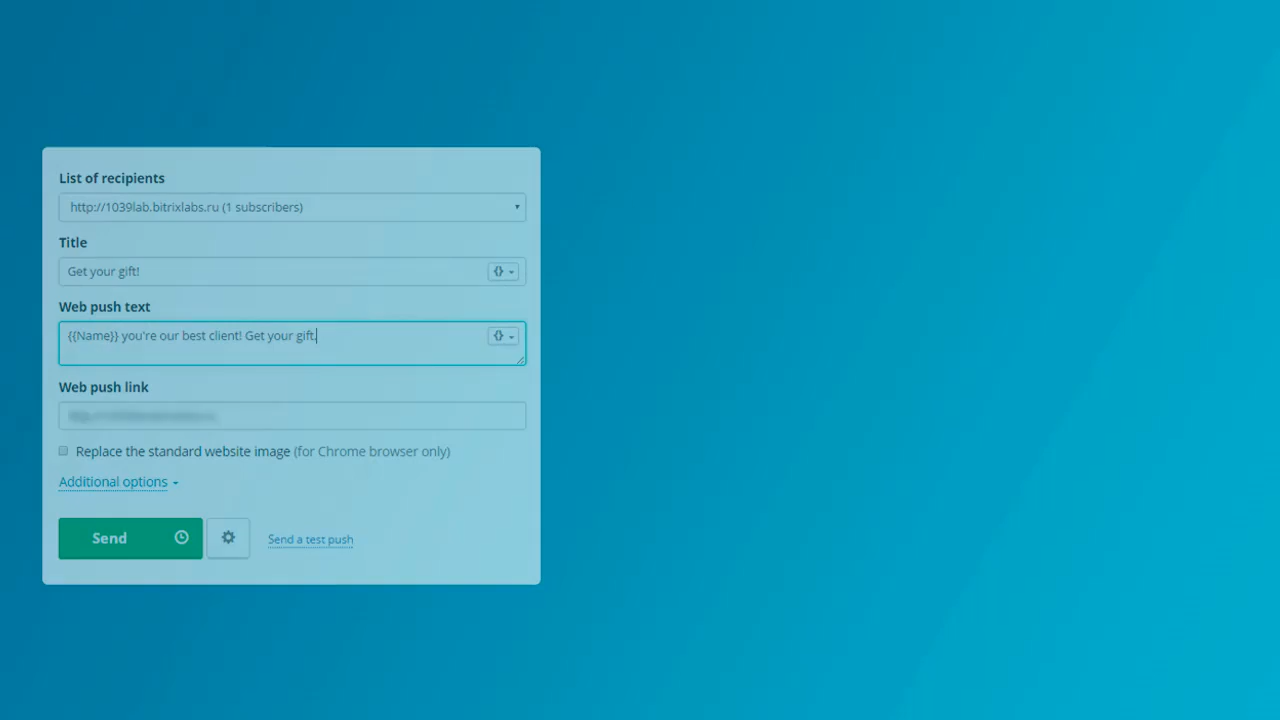 List of recipients
http://1039lab.bitrixlabs.ru (1 subscribers)
Title
Get your gift!
{}
Web push text
{{Name}} you're our best client! Get your gift.
{}
Web push link
Replace the standard website image (for Chrome browser only)
Additional options
Send
Send a test push